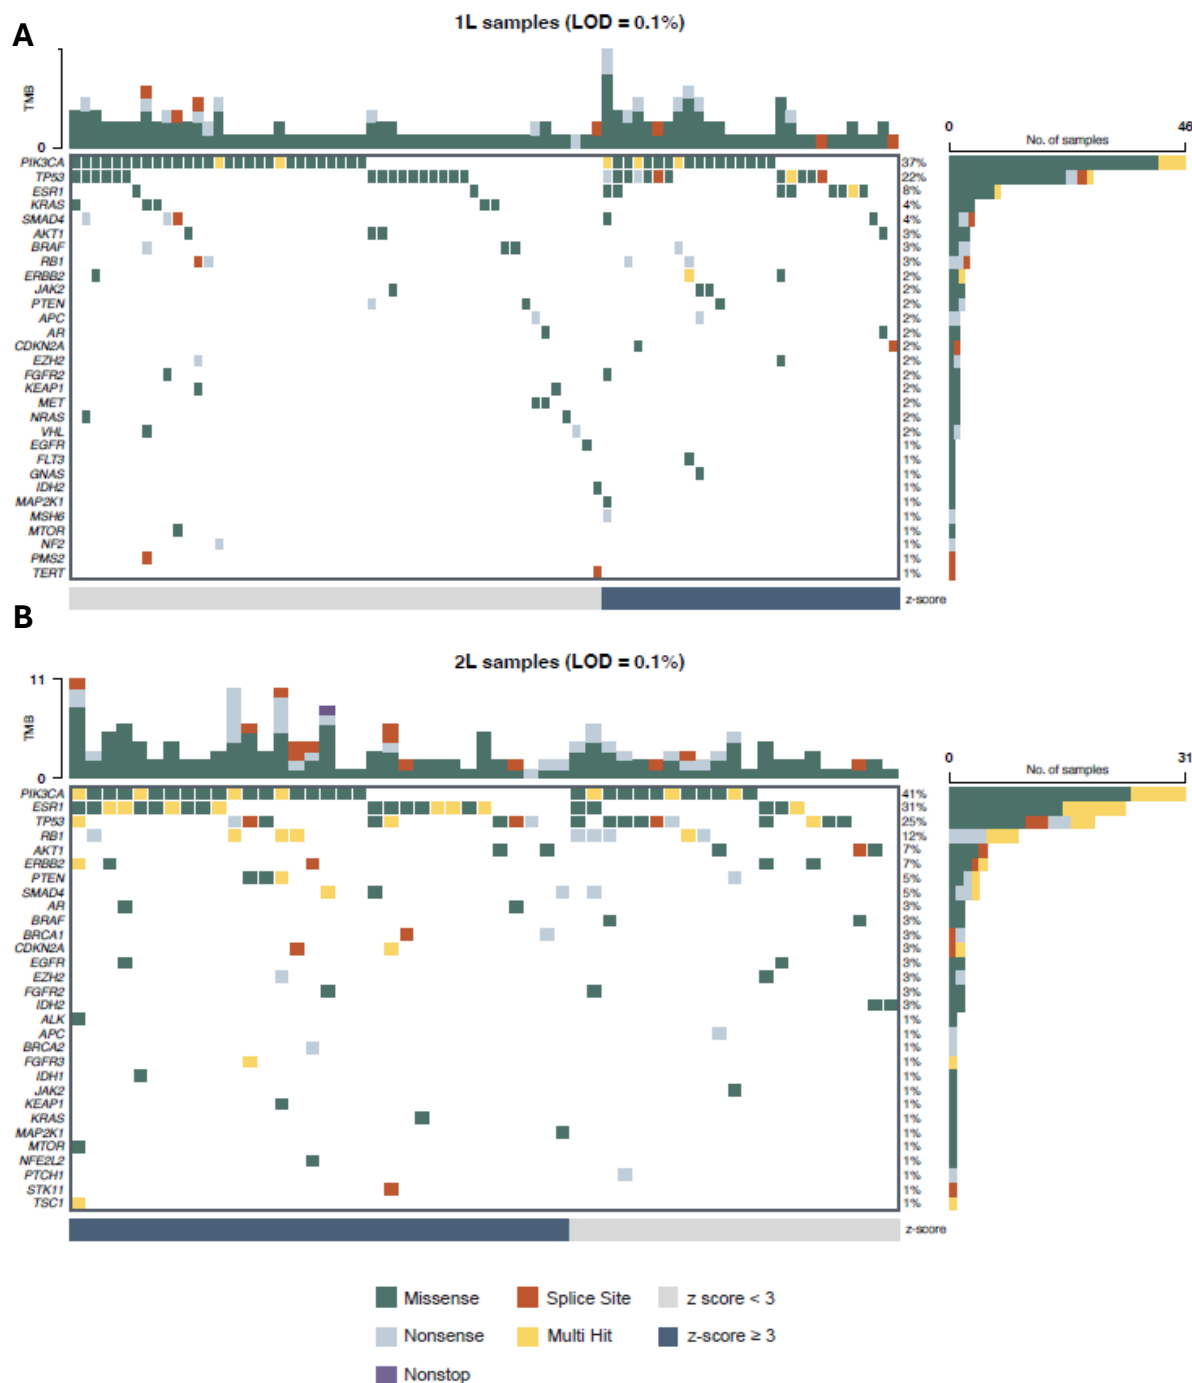 A
1L samples (LOD = 0.1%)
TMB
0
0
46
No. of samples
PIK3CA 37%
TP53 22%
ESR1 8%
KRAS 4%
SMAD4 4%
AKT1 3%
BRAF 3%
RB1 3%
ERBB2 2%
JAK2 2%
PTEN 2%
APC 2%
AR 2%
CDKN2A 2%
EZH2 2%
FGFR2 2%
KEAP1 2%
MET 2%
NRAS 2%
VHL 2%
EGFR 1%
FLT3 1%
GNAS 1%
IDH2 1%
MAP2K1 1%
MSH6 1%
MTOR 1%
NF2 1%
PMS2 1%
TERT 1%
z-score
B
2L samples (LOD = 0.1%)
11
TMB
0
0
31
No. of samples
PIK3CA 41%
ESR1 31%
TP53 25%
RB1 12%
AKT1 7%
ERBB2 7%
PTEN 5%
SMAD4 5%
AR 3%
BRAF 3%
BRCA1 3%
CDKN2A 3%
EGFR 3%
EZH2 3%
FGFR2 3%
IDH2 3%
ALK 1%
APC 1%
BRCA2 1%
FGFR3 1%
IDH1 1%
JAK2 1%
KEAP1 1%
KRAS 1%
MAP2K1 1%
MTOR 1%
NFE2L2 1%
PTCH1 1%
STK11 1%
TSC1 1%
z-score
Missense Splice Site z score < 3
Nonsense Multi Hit z-score ≥ 3
Nonstop